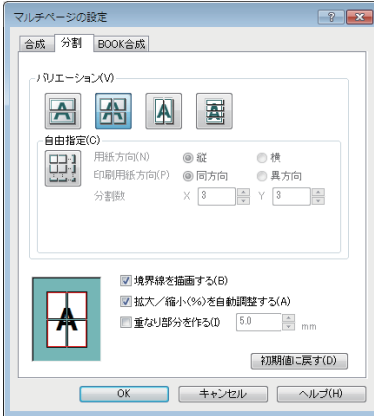 マルチページの設定
合成 分割 BOOK合成
バリエーション(V)
A A A A
自由指定(C)
用紙方向(N) 縦 横
印刷用紙方向(P) 同方向 異方向
分割数 X 3 Y 3
A
境界線を描画する(B)
拡大／縮小(%)を自動調整する(A)
重なり部分を作る(I) 5.0 mm
初期値に戻す(D)
OK キャンセル ヘルプ(H)